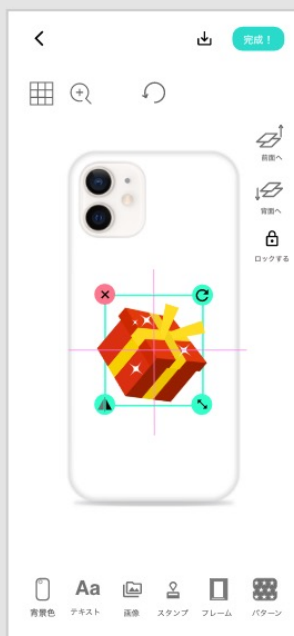 完成！
前面へ
背面へ
ロックする
Aa
背景色
テキスト
画像
スタンプ
フレーム
パターン